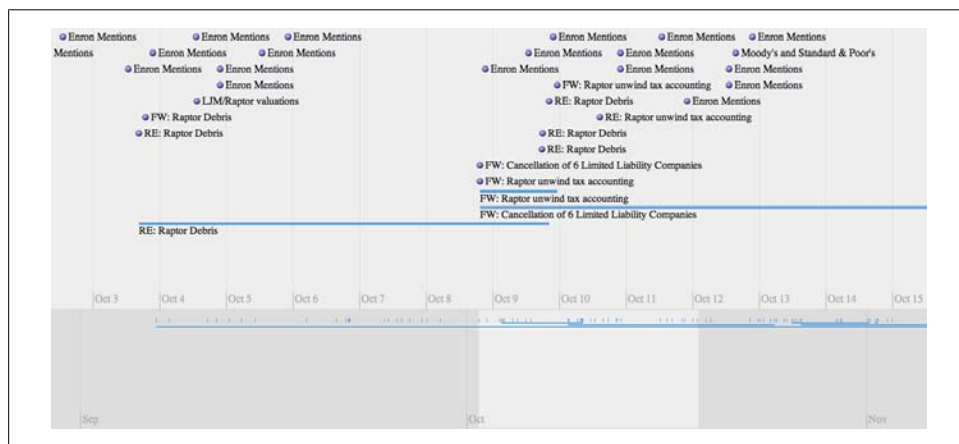 Enron Mentions Enron Mentions Enron Mentions Enron Mentions Enron Mentions Enron Mentions
Mentions Enron Mentions Enron Mentions Enron Mentions Enron Mentions Moody's and Standard & Poor's
Enron Mentions Enron Mentions Enron Mentions Enron Mentions Enron Mentions
Enron Mentions FW: Raptor unwind tax accounting Enron Mentions
LJM/Raptor valuations RE: Raptor Debris Enron Mentions
FW: Raptor Debris RE: Raptor unwind tax accounting
RE: Raptor Debris RE: Raptor Debris
RE: Raptor Debris
FW: Cancellation of 6 Limited Liability Companies
FW: Raptor unwind tax accounting
FW: Raptor unwind tax accounting
FW: Cancellation of 6 Limited Liability Companies
RE: Raptor Debris
Oct 3 Oct 4 Oct 5 Oct 6 Oct 7 Oct 8 Oct 9 Oct 10 Oct 11 Oct 12 Oct 13 Oct 14 Oct 15
Sep Oct Nov